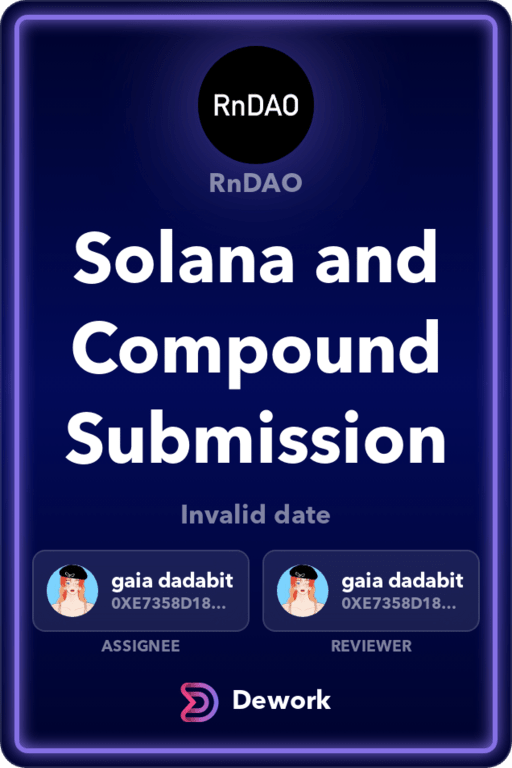 RnDAO
RnDAO
Solana and
Compound
Submission
Invalid date
gaia dadabit
0XE7358D18...
ASSIGNEE
gaia dadabit
0XE7358D18...
REVIEWER
Dework